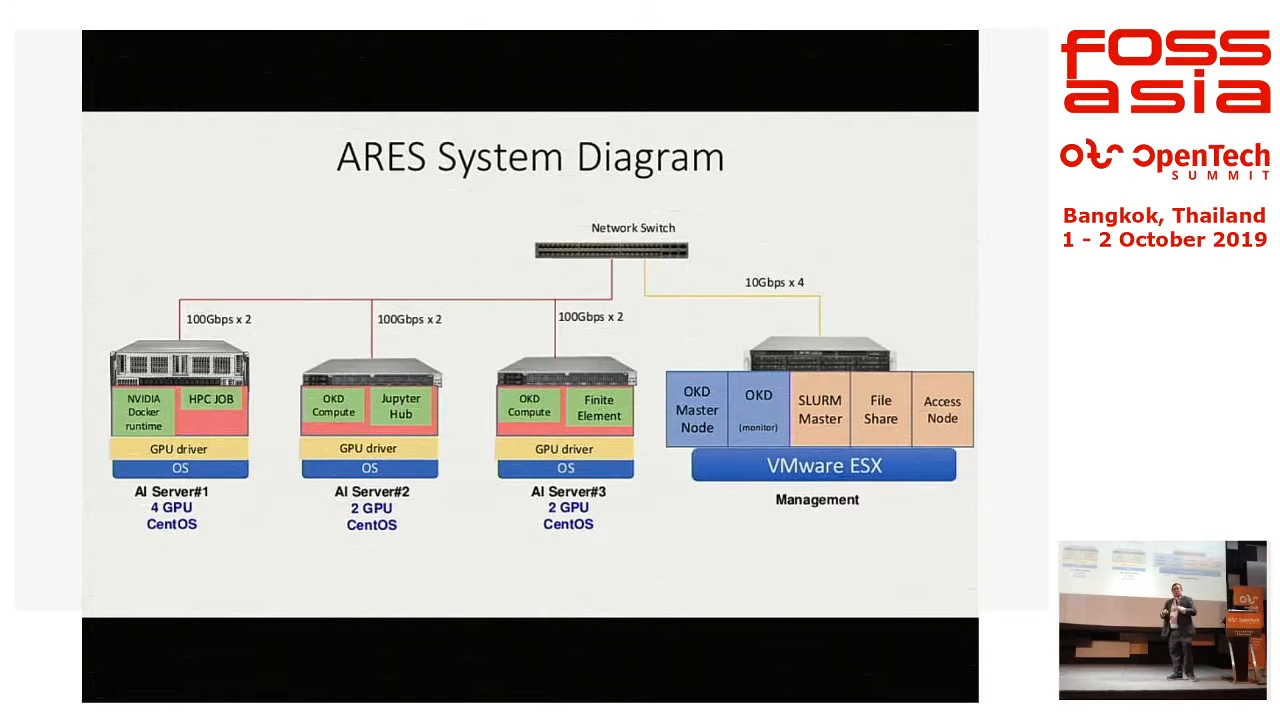 ARES System Diagram
Network Switch
10Gbps x 4
100Gbps x 2
100Gbps x 2
100Gbps x 2
NVIDIA
Docker
runtime
HPC JOB
GPU driver
OS
AI Server#1
4 GPU
CentOS
OKD
Compute
Jupyter
Hub
GPU driver
OS
AI Server#2
2 GPU
CentOS
OKD
Compute
Finite
Element
GPU driver
OS
AI Server#3
2 GPU
CentOS
OKD
Master
Node
OKD
(monitor)
SLURM
Master
File
Share
Access
Node
VMware ESX
Management
FOSS
asia
OpenTech
SUMMIT
Bangkok, Thailand
1 - 2 October 2019